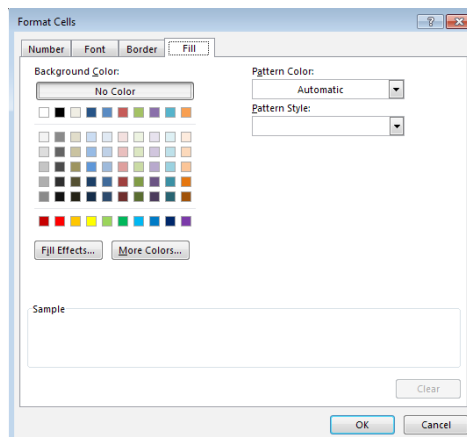 Format Cells
Number Font Border Fill
Background Color:
No Color
Pattern Color:
Automatic
Pattern Style:
Fill Effects... More Colors...
Sample
Clear
OK Cancel